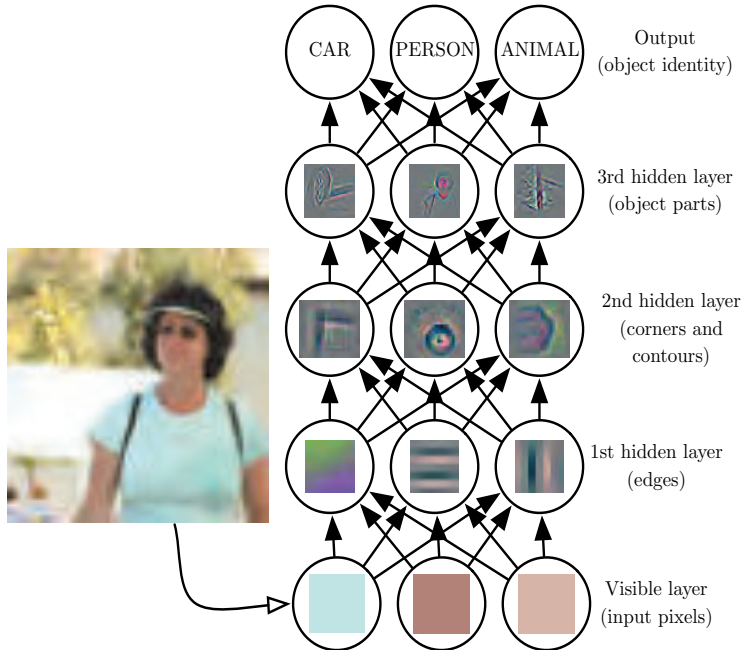 CAR
PERSON
ANIMAL
Output
(object identity)
3rd hidden layer
(object parts)
2nd hidden layer
(corners and
contours)
1st hidden layer
(edges)
Visible layer
(input pixels)